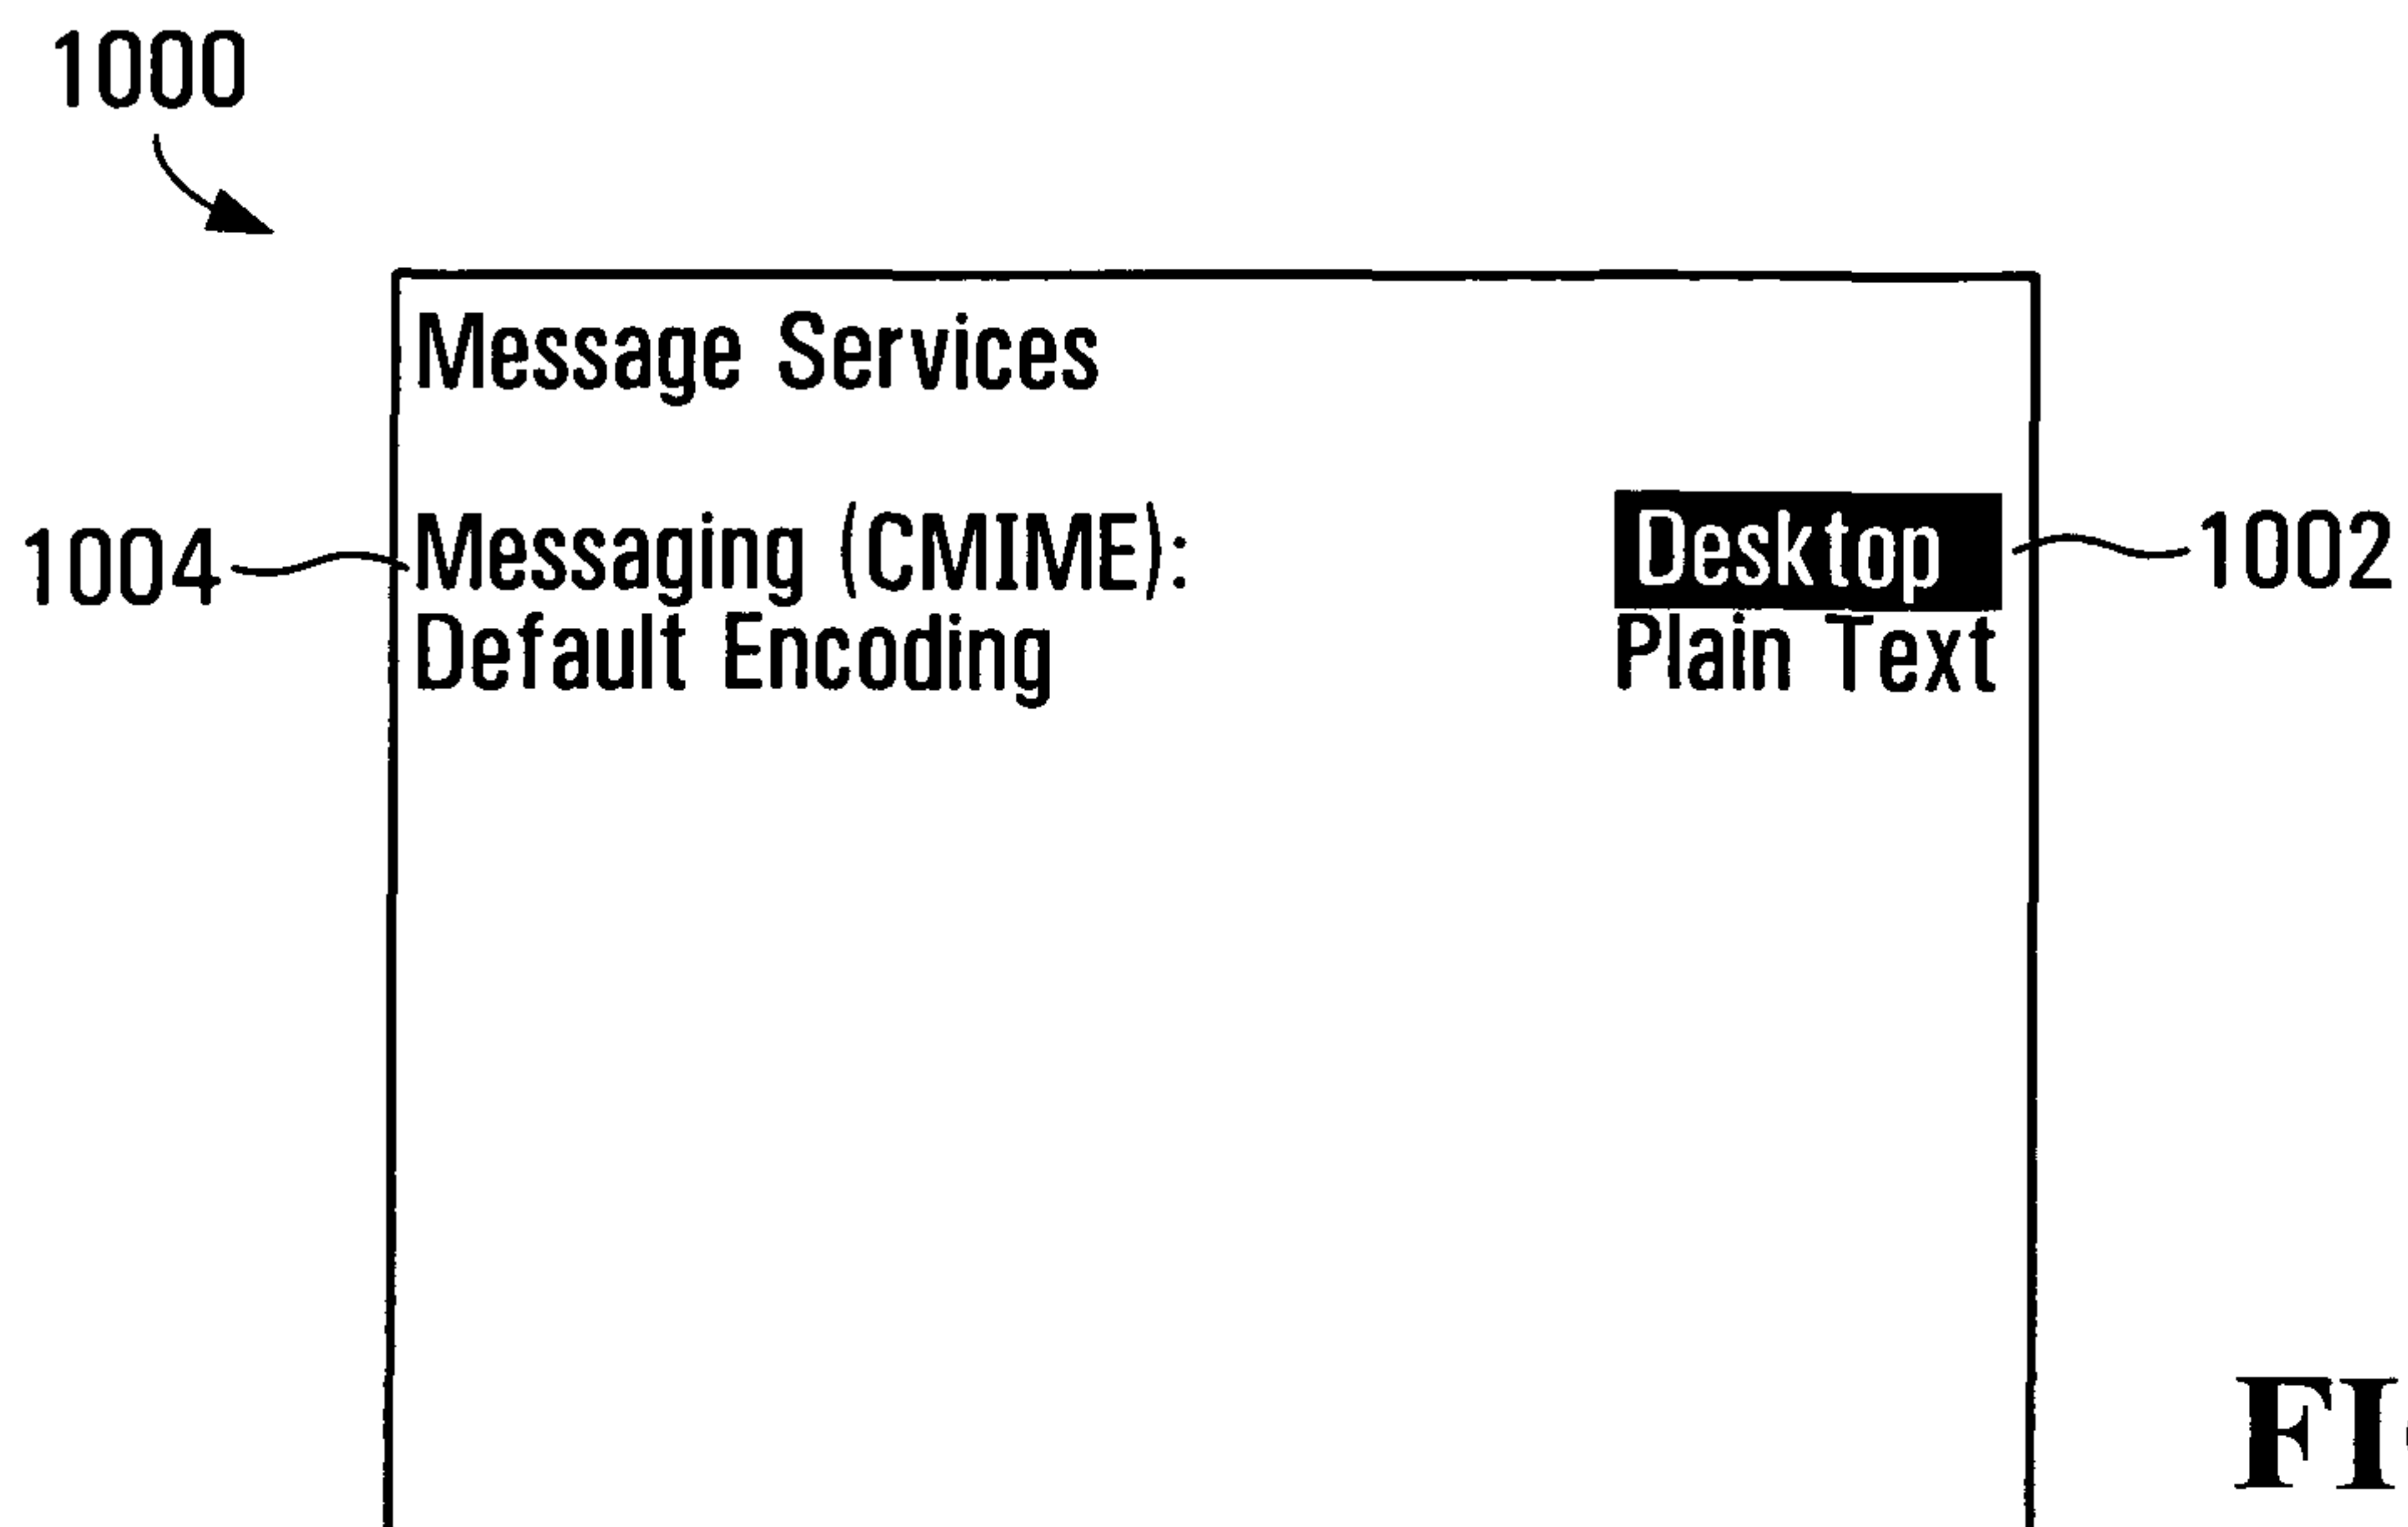 1000
Message Services
1004 Messaging (CMIME): Desktop 1002
Default Encoding Plain Text